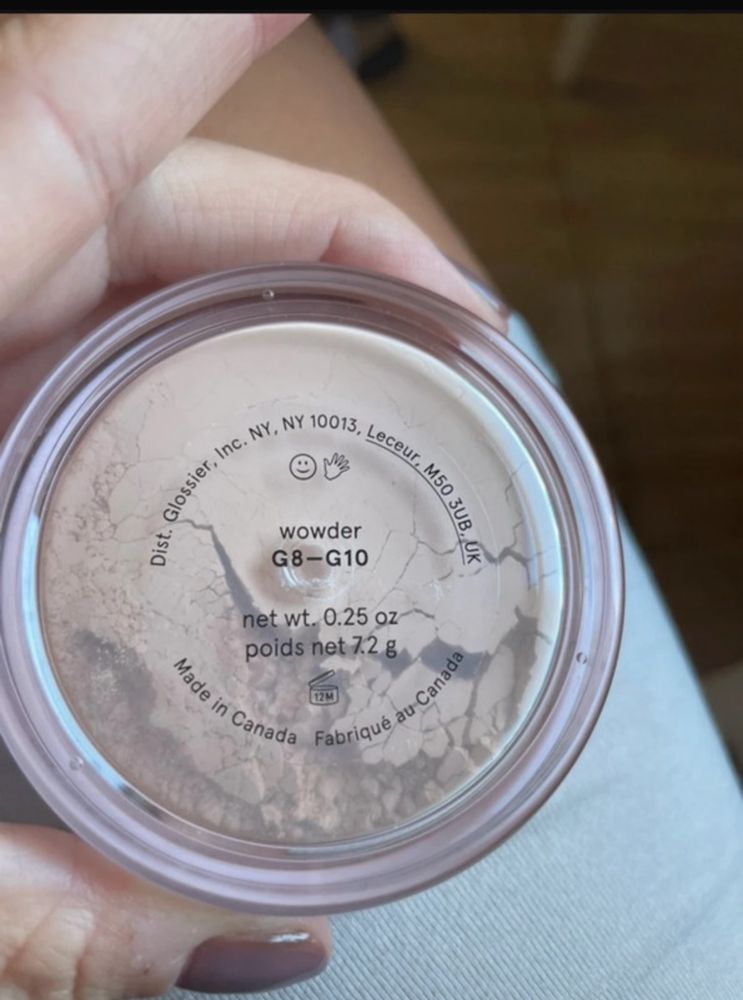 Dist. Glossier, Inc. NY, NY 10013, Leceur, M50 3UB, UK
wowder
G8–G10
net wt. 0.25 oz
poids net 7.2 g
12M
Made in Canada Fabriqué au Canada